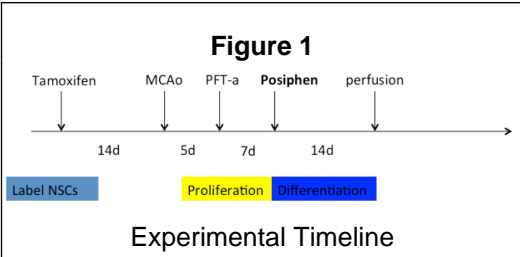 Figure 1
Tamoxifen MCAo PFT-a Posiphen perfusion
14d 5d 7d 14d
Label NSCs Proliferation Differentiation
Experimental Timeline